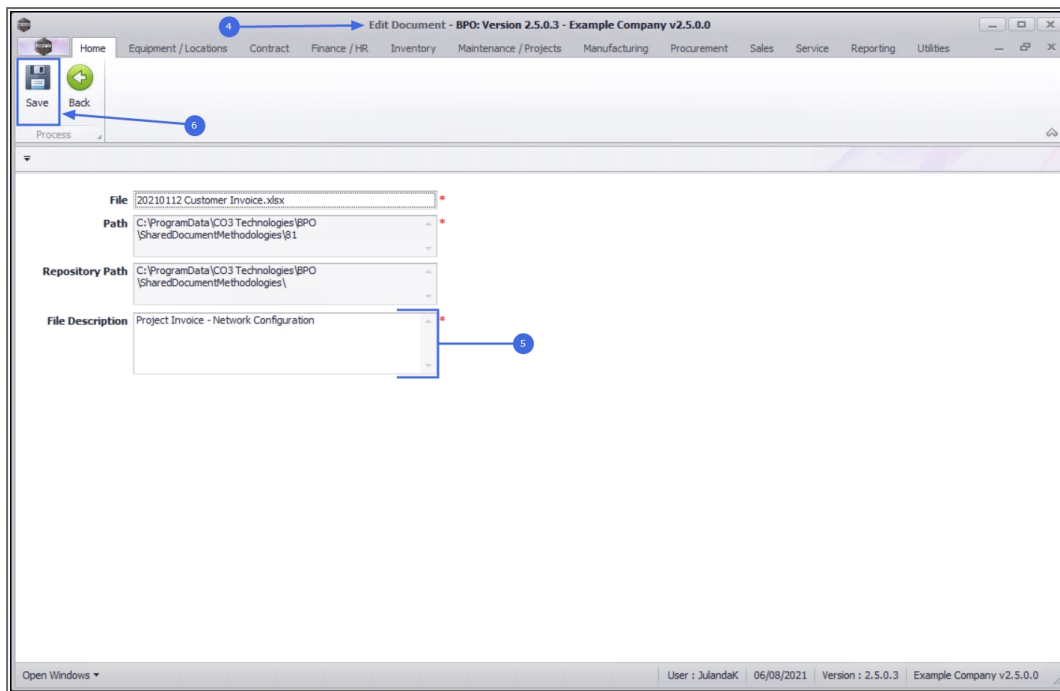 4
Edit Document - BPO: Version 2.5.0.3 - Example Company v2.5.0.0
Home Equipment / Locations Contract Finance / HR Inventory Maintenance / Projects Manufacturing Procurement Sales Service Reporting Utilities
Save Back
6
Process
File 20210112 Customer Invoice.xlsx *
Path C:\ProgramData\CO3 Technologies\BPO *
\SharedDocumentMethodologies\81
Repository Path C:\ProgramData\CO3 Technologies\BPO
\SharedDocumentMethodologies\
File Description Project Invoice - Network Configuration *
5
Open Windows User : JulandaK 06/08/2021 Version : 2.5.0.3 Example Company v2.5.0.0